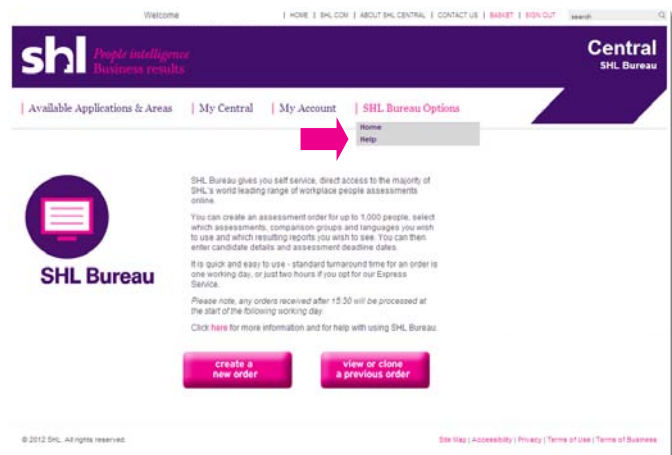 Welcome
| HOME | SHL.COM | ABOUT SHL CENTRAL | CONTACT US | BASKET | SIGN OUT
search
shl People intelligence
Business results
Central
SHL Bureau
| Available Applications & Areas | My Central | My Account | SHL Bureau Options
Home
Help
SHL Bureau gives you self service, direct access to the majority of
SHL's world leading range of workplace people assessments
online.
You can create an assessment order for up to 1,000 people, select
which assessments, comparison groups and languages you wish
to use and which resulting reports you wish to see. You can then
enter candidate details and assessment deadline dates.
It is quick and easy to use - standard turnaround time for an order is
one working day, or just two hours if you opt for our Express
Service.
Please note, any orders received after 15:30 will be processed at
the start of the following working day.
Click here for more information and for help with using SHL Bureau.
SHL Bureau
create a
new order
view or clone
a previous order
© 2012 SHL. All rights reserved.
Site Map | Accessibility | Privacy | Terms of Use | Terms of Business